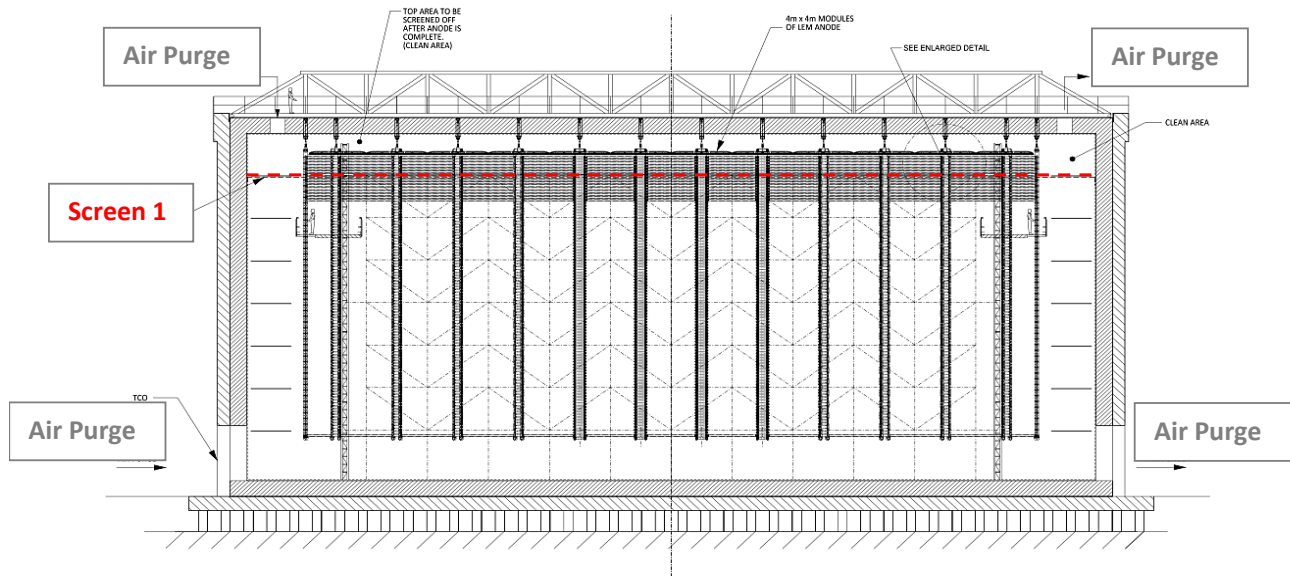 TOP AREA TO BE
SCREENED OFF
AFTER ANODE IS
COMPLETE.
(CLEAN AREA)
4m x 4m MODULES
OF LEM ANODE
SEE ENLARGED DETAIL
Air Purge
Air Purge
CLEAN AREA
Screen 1
TCO
Air Purge
Air Purge